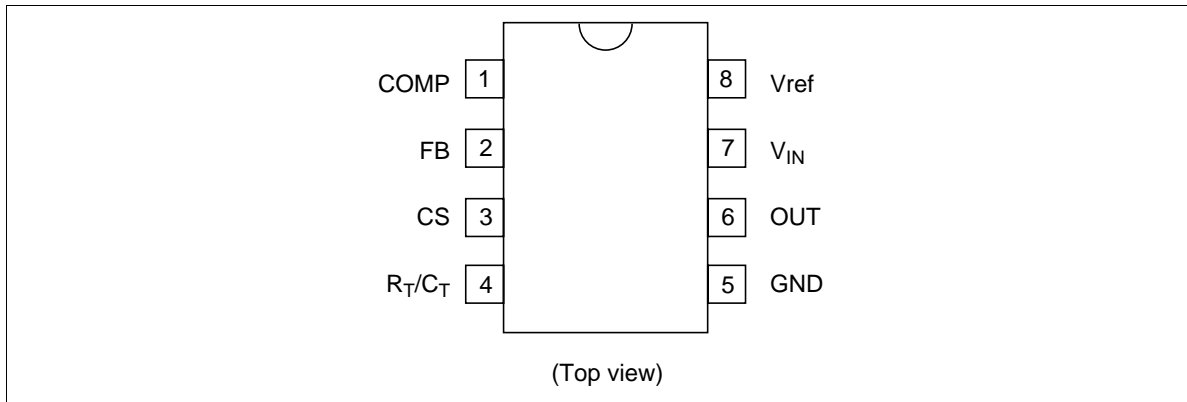 COMP 1 8 Vref
FB 2 7 VIN
CS 3 6 OUT
RT/CT 4 5 GND
(Top view)